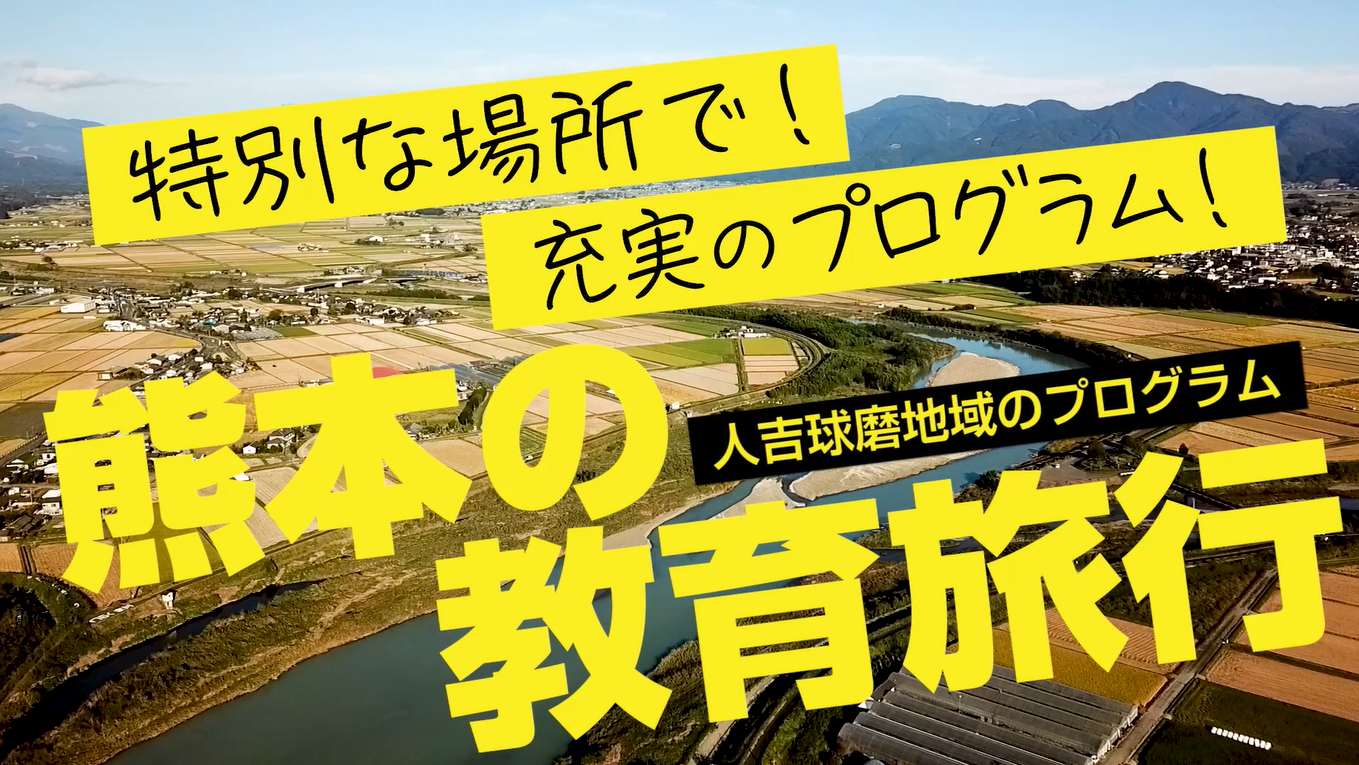 特別な場所で！
充実のプログラム！
熊本の
人吉球磨地域のプログラム
教育旅行